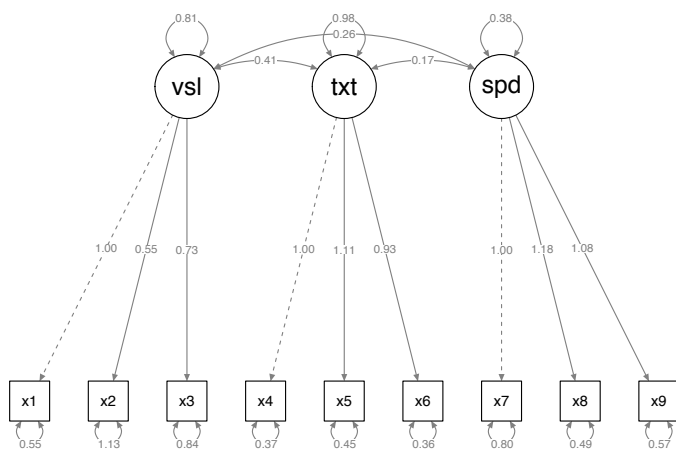 0.81 0.98 0.38
0.26
0.41 0.17
vsl txt spd
1.00 0.55 0.73 1.00 1.11 0.93 1.00 1.18 1.08
x1 x2 x3 x4 x5 x6 x7 x8 x9
0.55 1.13 0.84 0.37 0.45 0.36 0.80 0.49 0.57